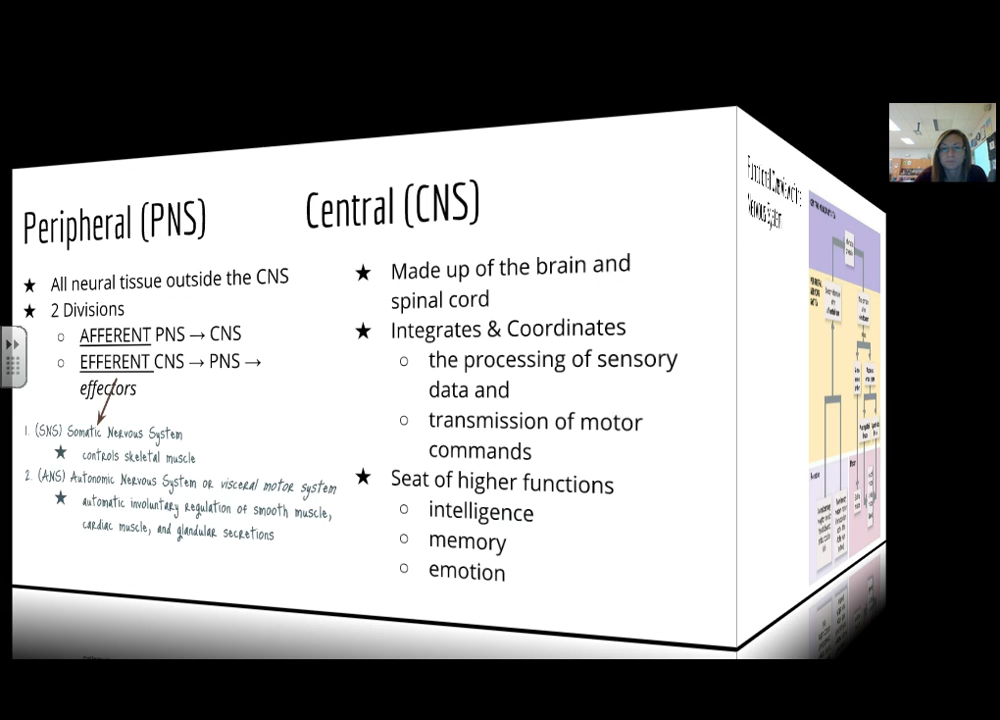 Peripheral (PNS)
★ All neural tissue outside the CNS
★ 2 Divisions
○ AFFERENT PNS → CNS
○ EFFERENT CNS → PNS →
effectors
1. (SNS) Somatic Nervous System
★ controls skeletal muscle
2. (ANS) Autonomic Nervous System or visceral motor system
★ automatic involuntary regulation of smooth muscle,
cardiac muscle, and glandular secretions
Central (CNS)
★ Made up of the brain and
spinal cord
★ Integrates & Coordinates
○ the processing of sensory
data and
○ transmission of motor
commands
★ Seat of higher functions
○ intelligence
○ memory
○ emotion
Nervous System